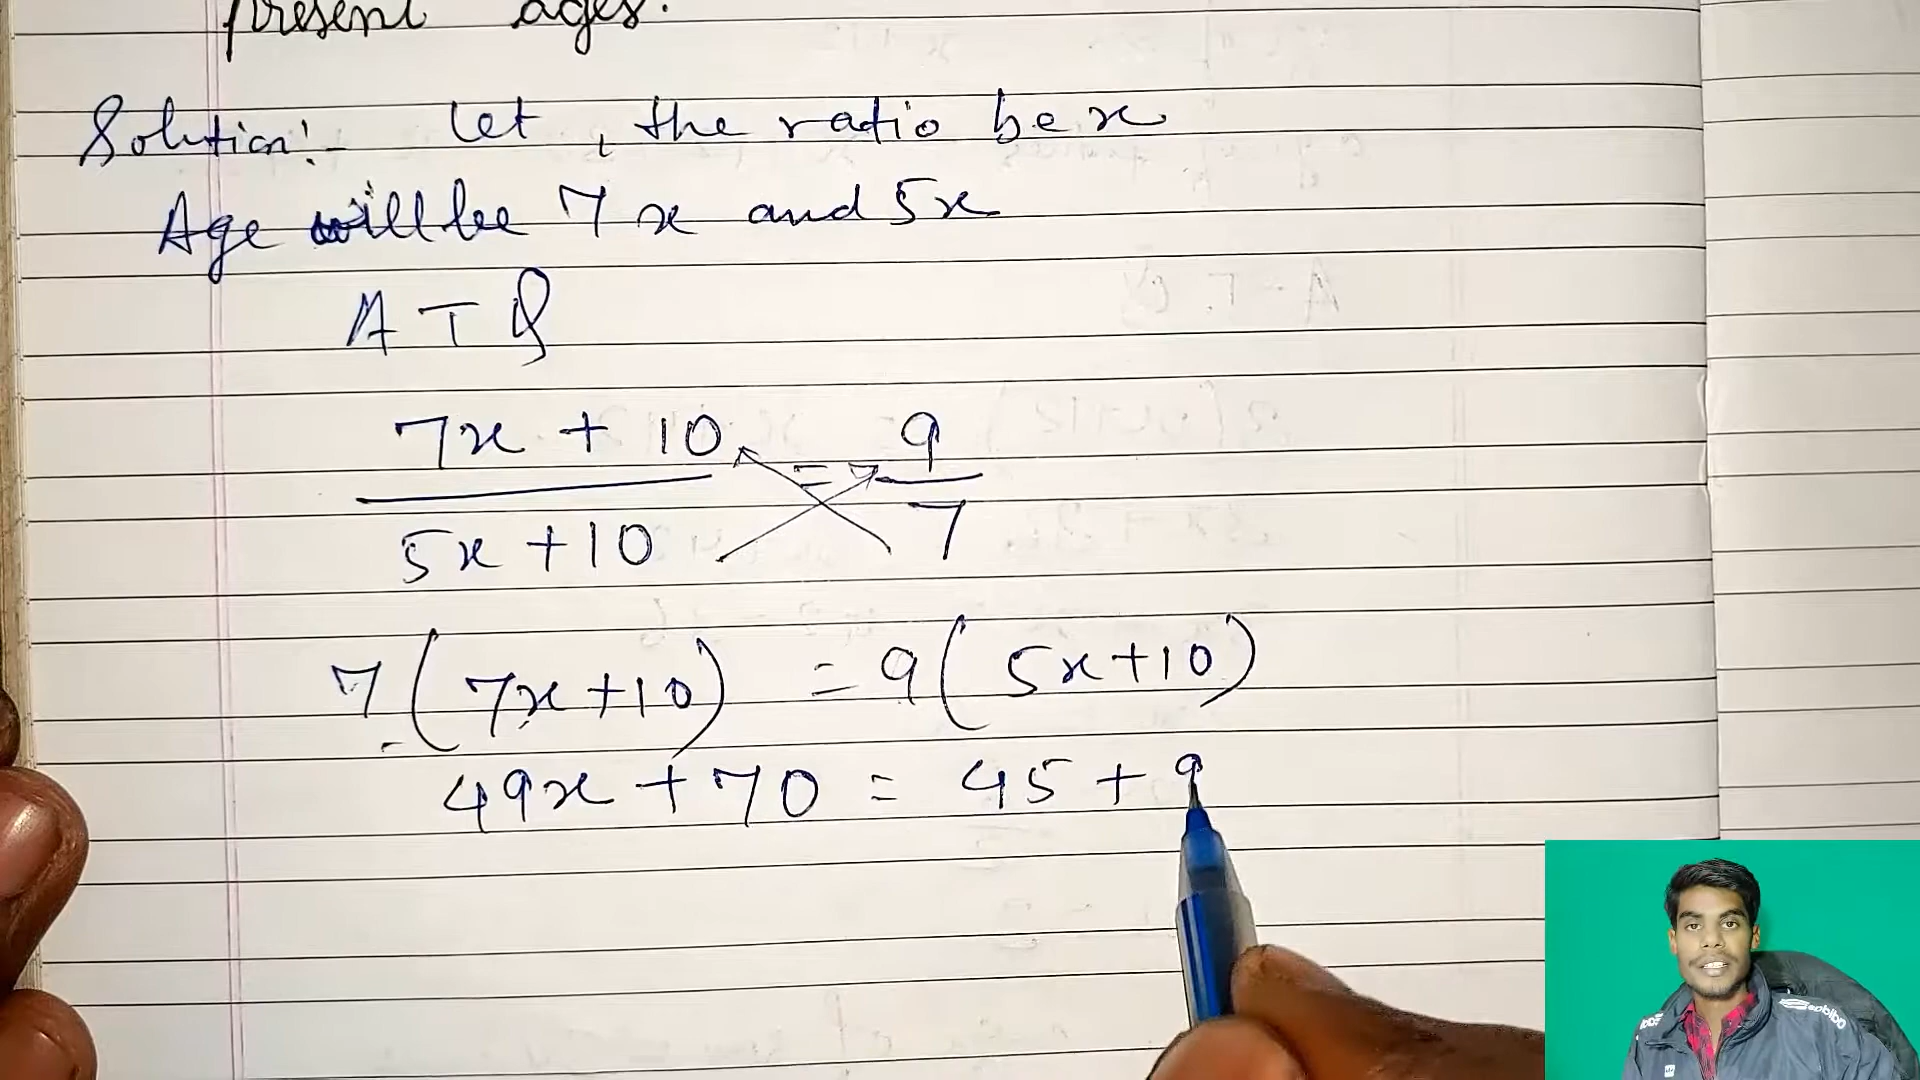 present ages.
Solution:- Let, the ratio be x
Age will be 7x and 5x
ATQ
7x + 10 = 9
5x + 10 7
7(7x+10) = 9(5x+10)
49x + 70 = 45 + 9
adidas